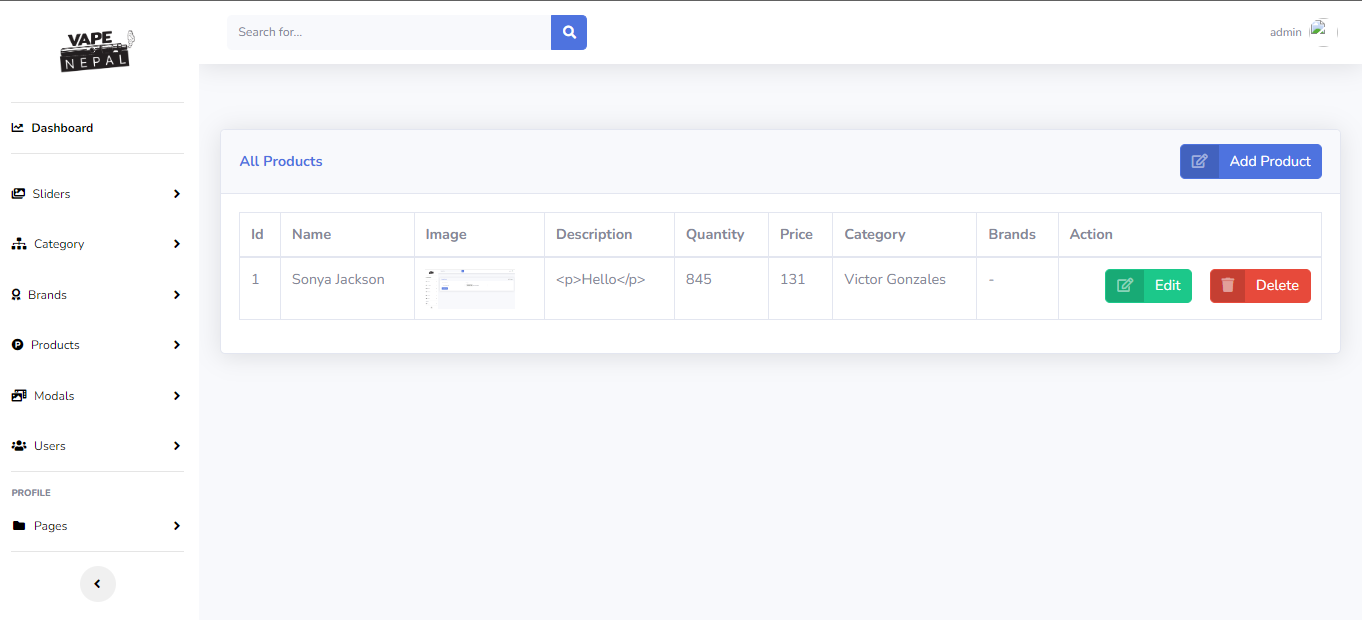 VAPE
NEPAL
Search for...
admin
Dashboard
Sliders
Category
Brands
Products
Modals
Users
PROFILE
Pages
All Products
Add Product
Id Name Image Description Quantity Price Category Brands Action
1 Sonya Jackson <p>Hello</p> 845 131 Victor Gonzales - Edit Delete